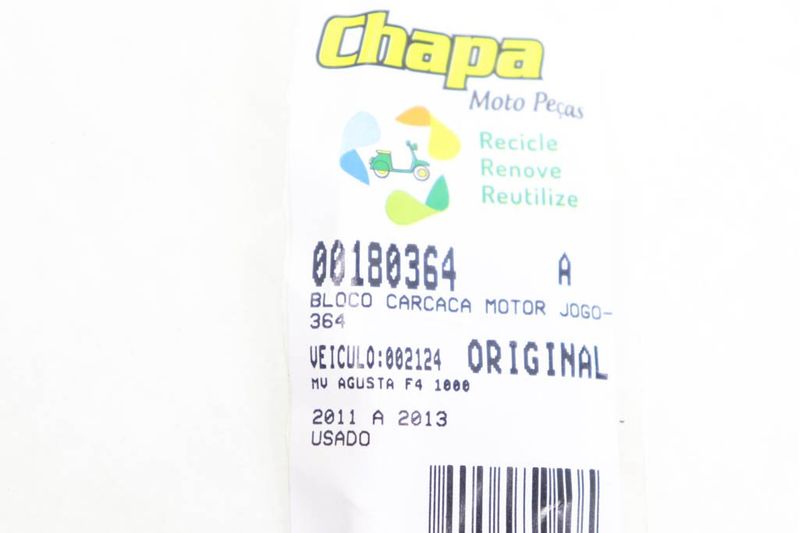 Chapa
Moto Peças
Recicle
Renove
Reutilize
00180364 A
BLOCO CARCACA MOTOR JOGO-
364
VEICULO:002124 ORIGINAL
MV AGUSTA F4 1000
2011 A 2013
USADO